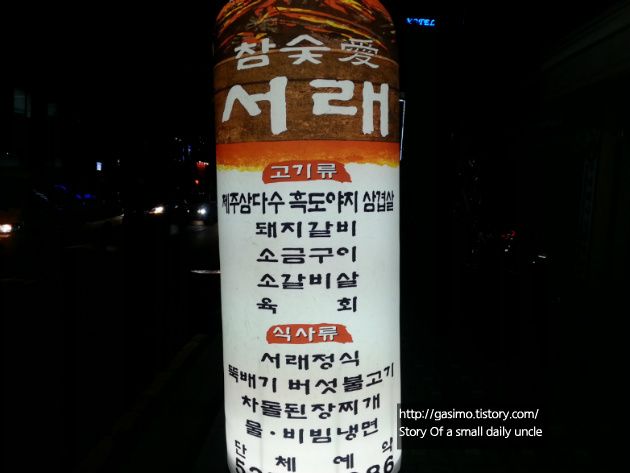 참숯愛
서래
고기류
제주삼다수 흑도야지 삼겹살
돼지갈비
소금구이
소갈비살
육 회
식사류
서래정식
뚝배기 버섯불고기
차돌된장찌개
물·비빔냉면
단 체 예 약
http://gasimo.tistory.com/
Story Of a small daily uncle